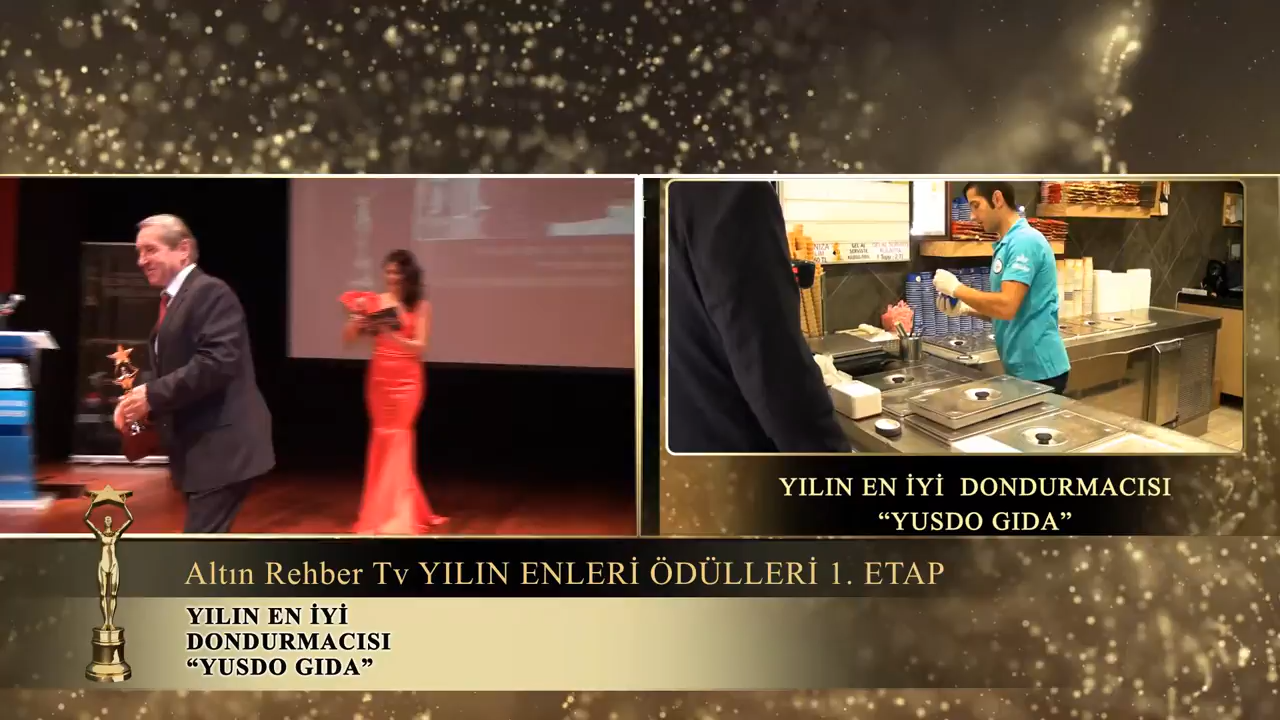 YILIN EN İYİ DONDURMACISI
“YUSDO GIDA”
Altın Rehber Tv YILIN ENLERİ ÖDÜLLERİ 1. ETAP
YILIN EN İYİ
DONDURMACISI
“YUSDO GIDA”